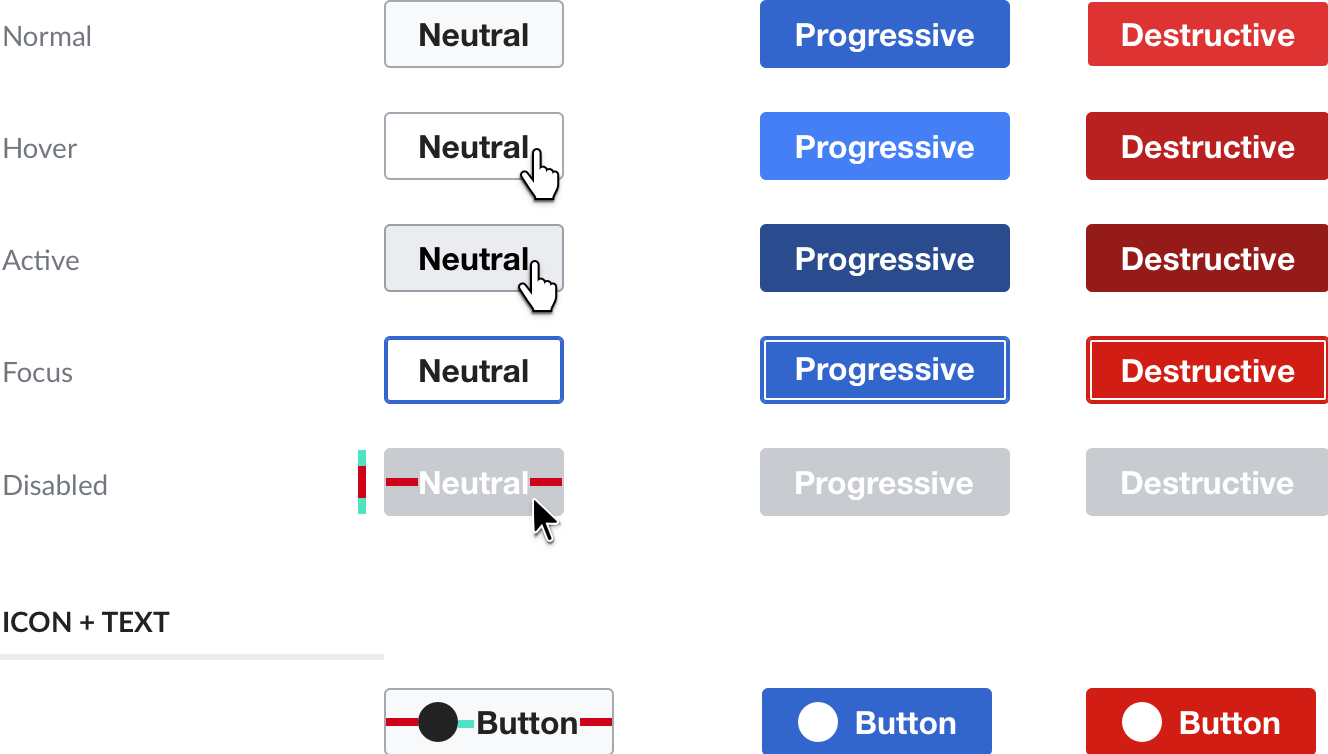 Normal Neutral Progressive Destructive
Hover Neutral Progressive Destructive
Active Neutral Progressive Destructive
Focus Neutral Progressive Destructive
Disabled Neutral Progressive Destructive
ICON + TEXT
Button Button Button